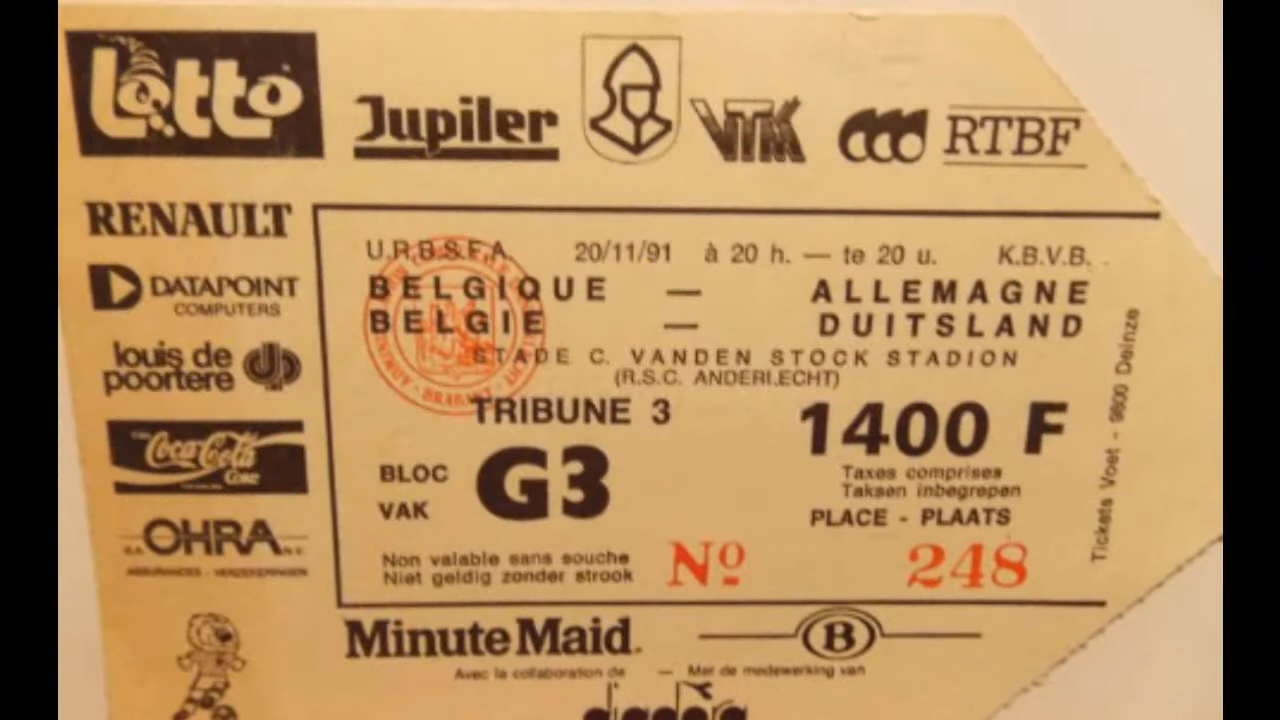 Lotto
Jupiler
VTM
RTBF
RENAULT
DATAPOINT
COMPUTERS
louis de
poortere
Coca-Cola
OHRA
ASSURANCES - VERZEKERINGEN
U.R.B.S.F.A. 20/11/91 à 20 h. — te 20 u. K.B.V.B.
BELGIQUE — ALLEMAGNE
BELGIE — DUITSLAND
STADE C. VANDEN STOCK STADION
(R.S.C. ANDERLECHT)
TRIBUNE 3
1400 F
Taxes comprises
Taksen inbegrepen
BLOC
VAK
G3
PLACE - PLAATS
Non valable sans souche
Niet geldig zonder strook
Nº 248
Tickets Voet - 9800 Deinze
Minute Maid
B
Avec la collaboration de — Met de medewerking van
diadora